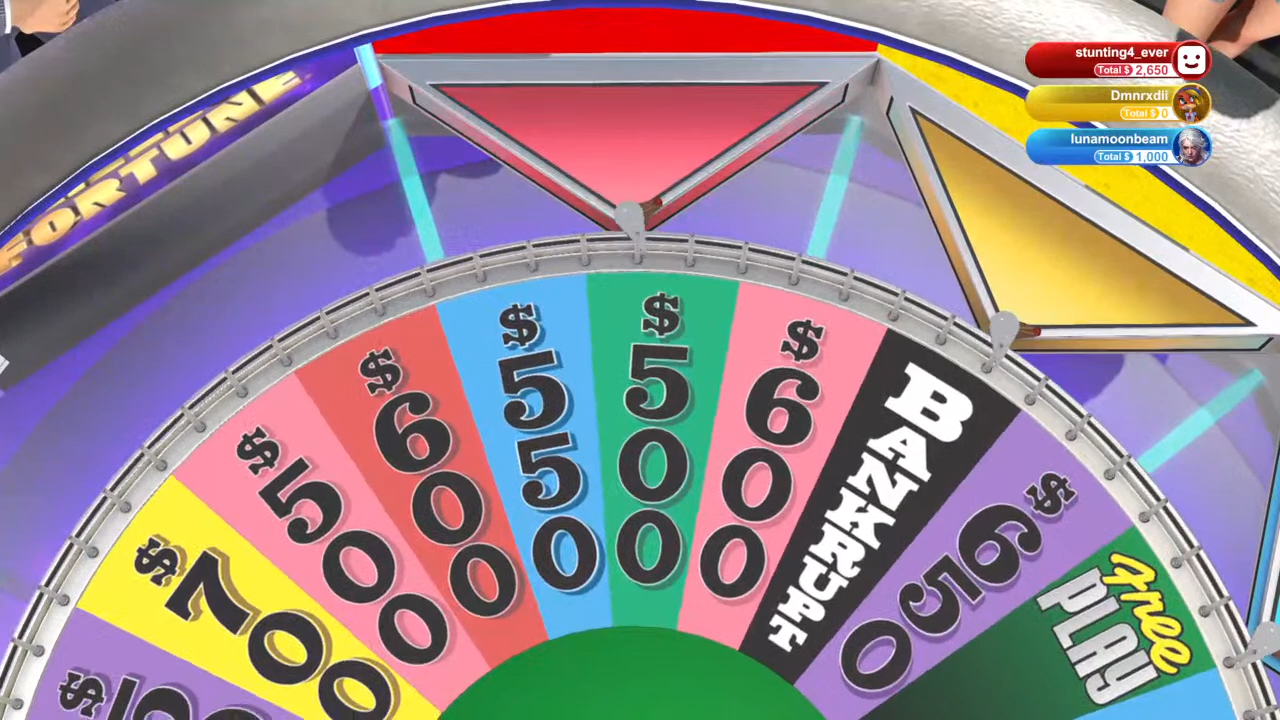 FORTUNE
stunting4_ever
Total $ 2,650
Dmnrxdii
Total $ 0
lunamoonbeam
Total $ 1,000
$700
$500
$600
$550
$500
$600
BANKRUPT
$650
free
PLAY